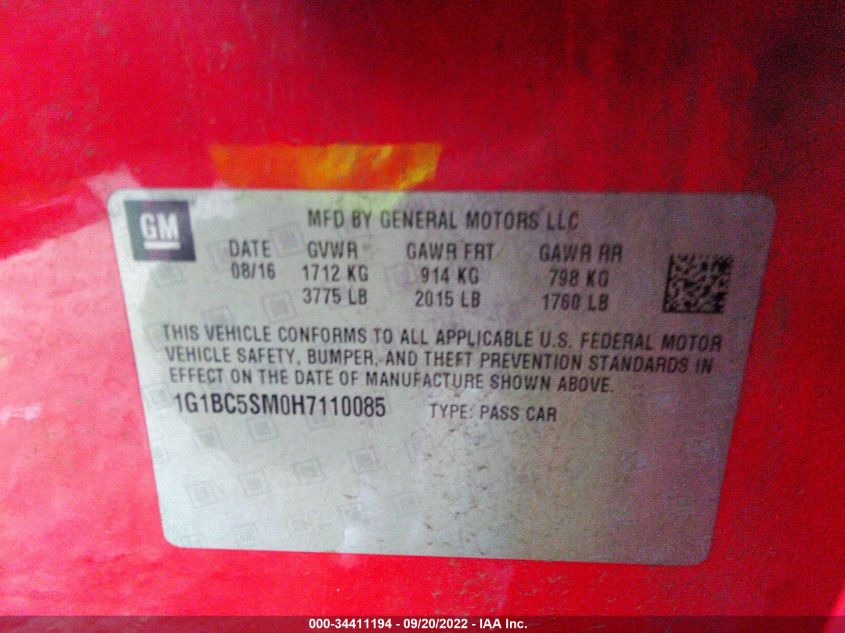 GM
MFD BY GENERAL MOTORS LLC
DATE GVWR GAWR FRT GAWR RR
08/16 1712 KG 914 KG 798 KG
3775 LB 2015 LB 1760 LB
THIS VEHICLE CONFORMS TO ALL APPLICABLE U.S. FEDERAL MOTOR
VEHICLE SAFETY, BUMPER, AND THEFT PREVENTION STANDARDS IN
EFFECT ON THE DATE OF MANUFACTURE SHOWN ABOVE.
1G1BC5SM0H7110085 TYPE: PASS CAR
000-34411194 - 09/20/2022 - IAA Inc.